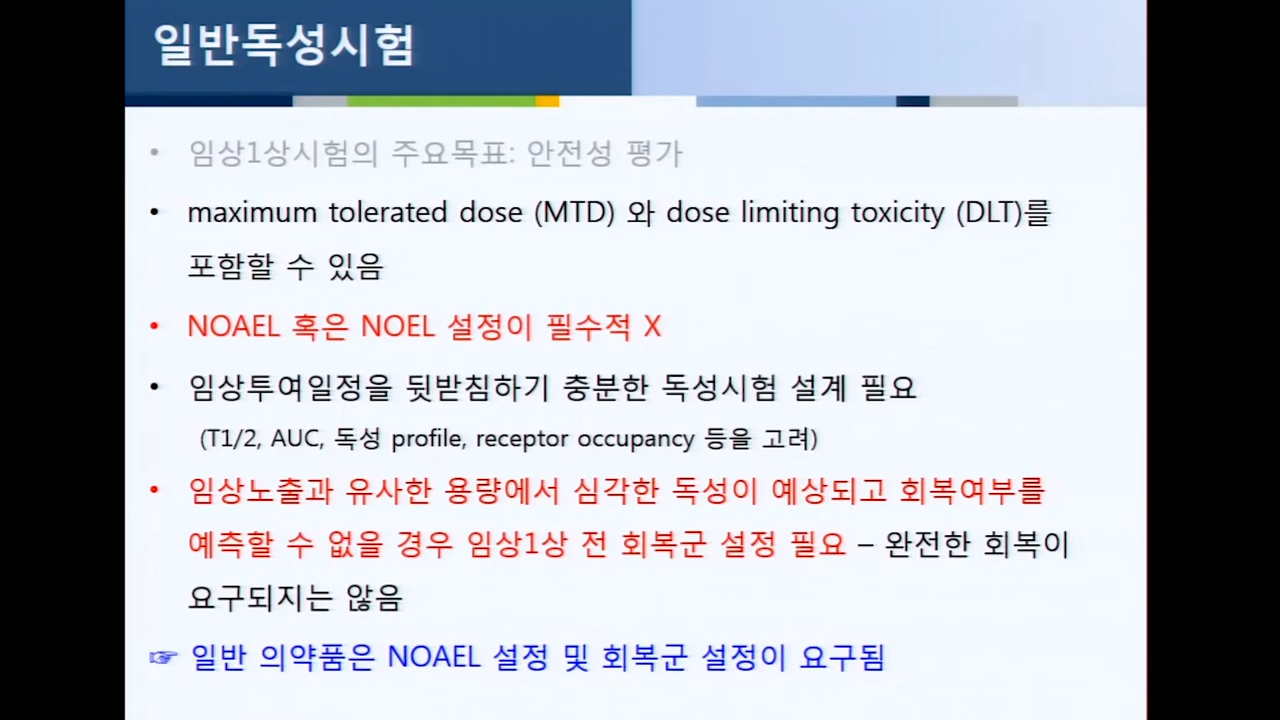 일반독성시험
• 임상1상시험의 주요목표: 안전성 평가
• maximum tolerated dose (MTD) 와 dose limiting toxicity (DLT)를
포함할 수 있음
• NOAEL 혹은 NOEL 설정이 필수적 X
• 임상투여일정을 뒷받침하기 충분한 독성시험 설계 필요
(T1/2, AUC, 독성 profile, receptor occupancy 등을 고려)
• 임상노출과 유사한 용량에서 심각한 독성이 예상되고 회복여부를
예측할 수 없을 경우 임상1상 전 회복군 설정 필요 – 완전한 회복이
요구되지는 않음
☞ 일반 의약품은 NOAEL 설정 및 회복군 설정이 요구됨